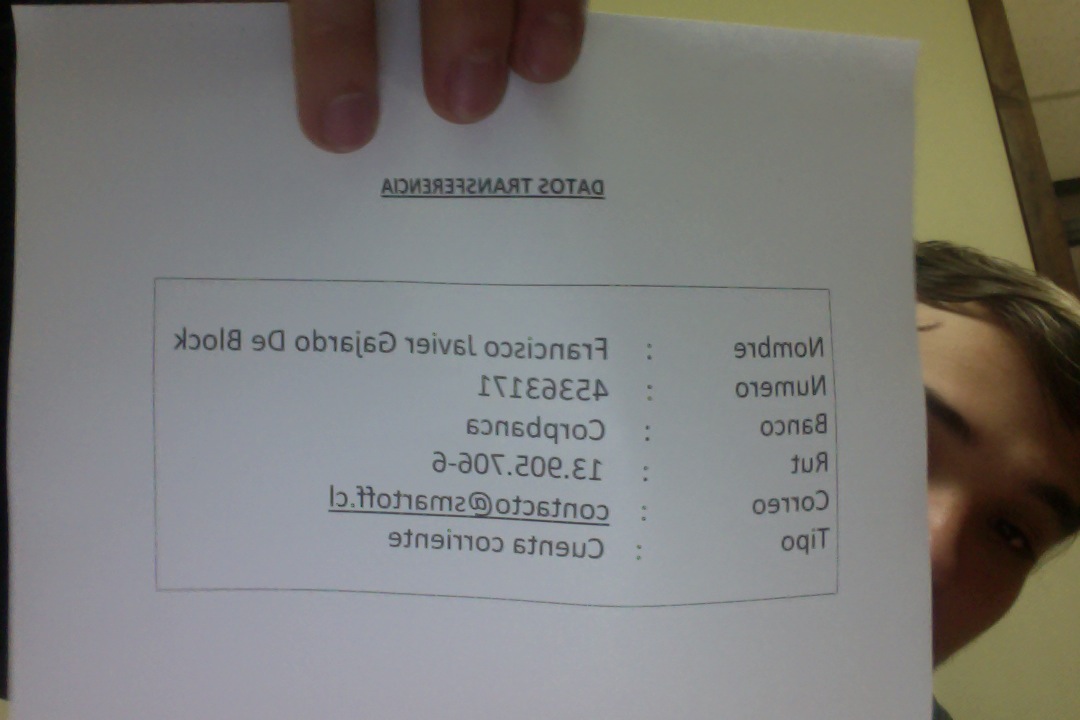 DATOS TRANSFERENCIA
Nombre : Francisco Javier Gajardo De Block
Numero : 45363171
Banco : Corpbanca
Rut : 13.905.706-6
Correo : contacto@smartoff.cl
Tipo : Cuenta corriente